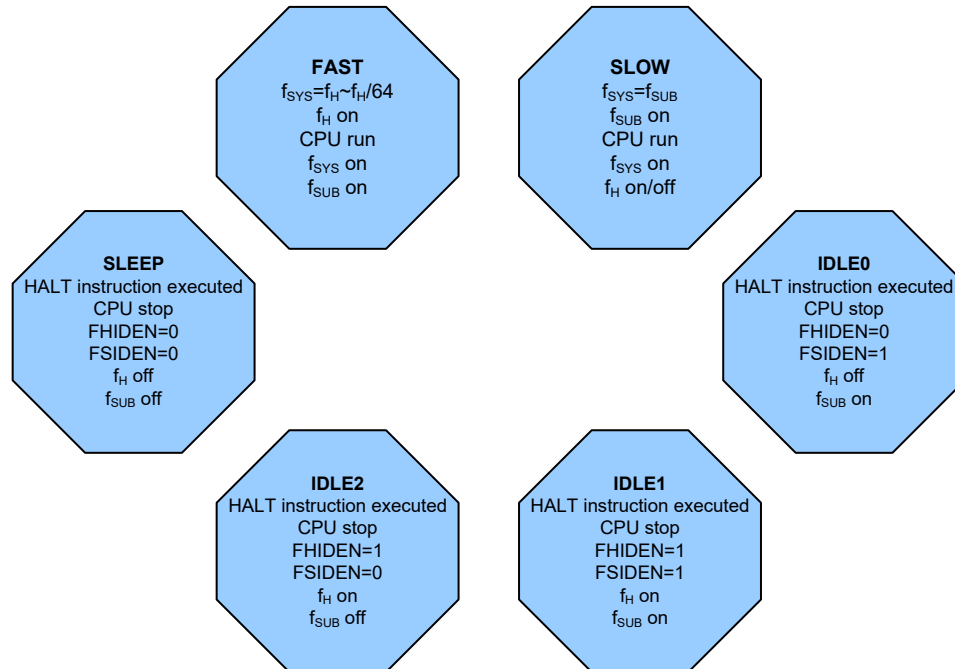 FAST
fSYS=fH~fH/64
fH on
CPU run
fSYS on
fSUB on
SLOW
fSYS=fSUB
fSUB on
CPU run
fSYS on
fH on/off
SLEEP
HALT instruction executed
CPU stop
FHIDEN=0
FSIDEN=0
fH off
fSUB off
IDLE0
HALT instruction executed
CPU stop
FHIDEN=0
FSIDEN=1
fH off
fSUB on
IDLE2
HALT instruction executed
CPU stop
FHIDEN=1
FSIDEN=0
fH on
fSUB off
IDLE1
HALT instruction executed
CPU stop
FHIDEN=1
FSIDEN=1
fH on
fSUB on